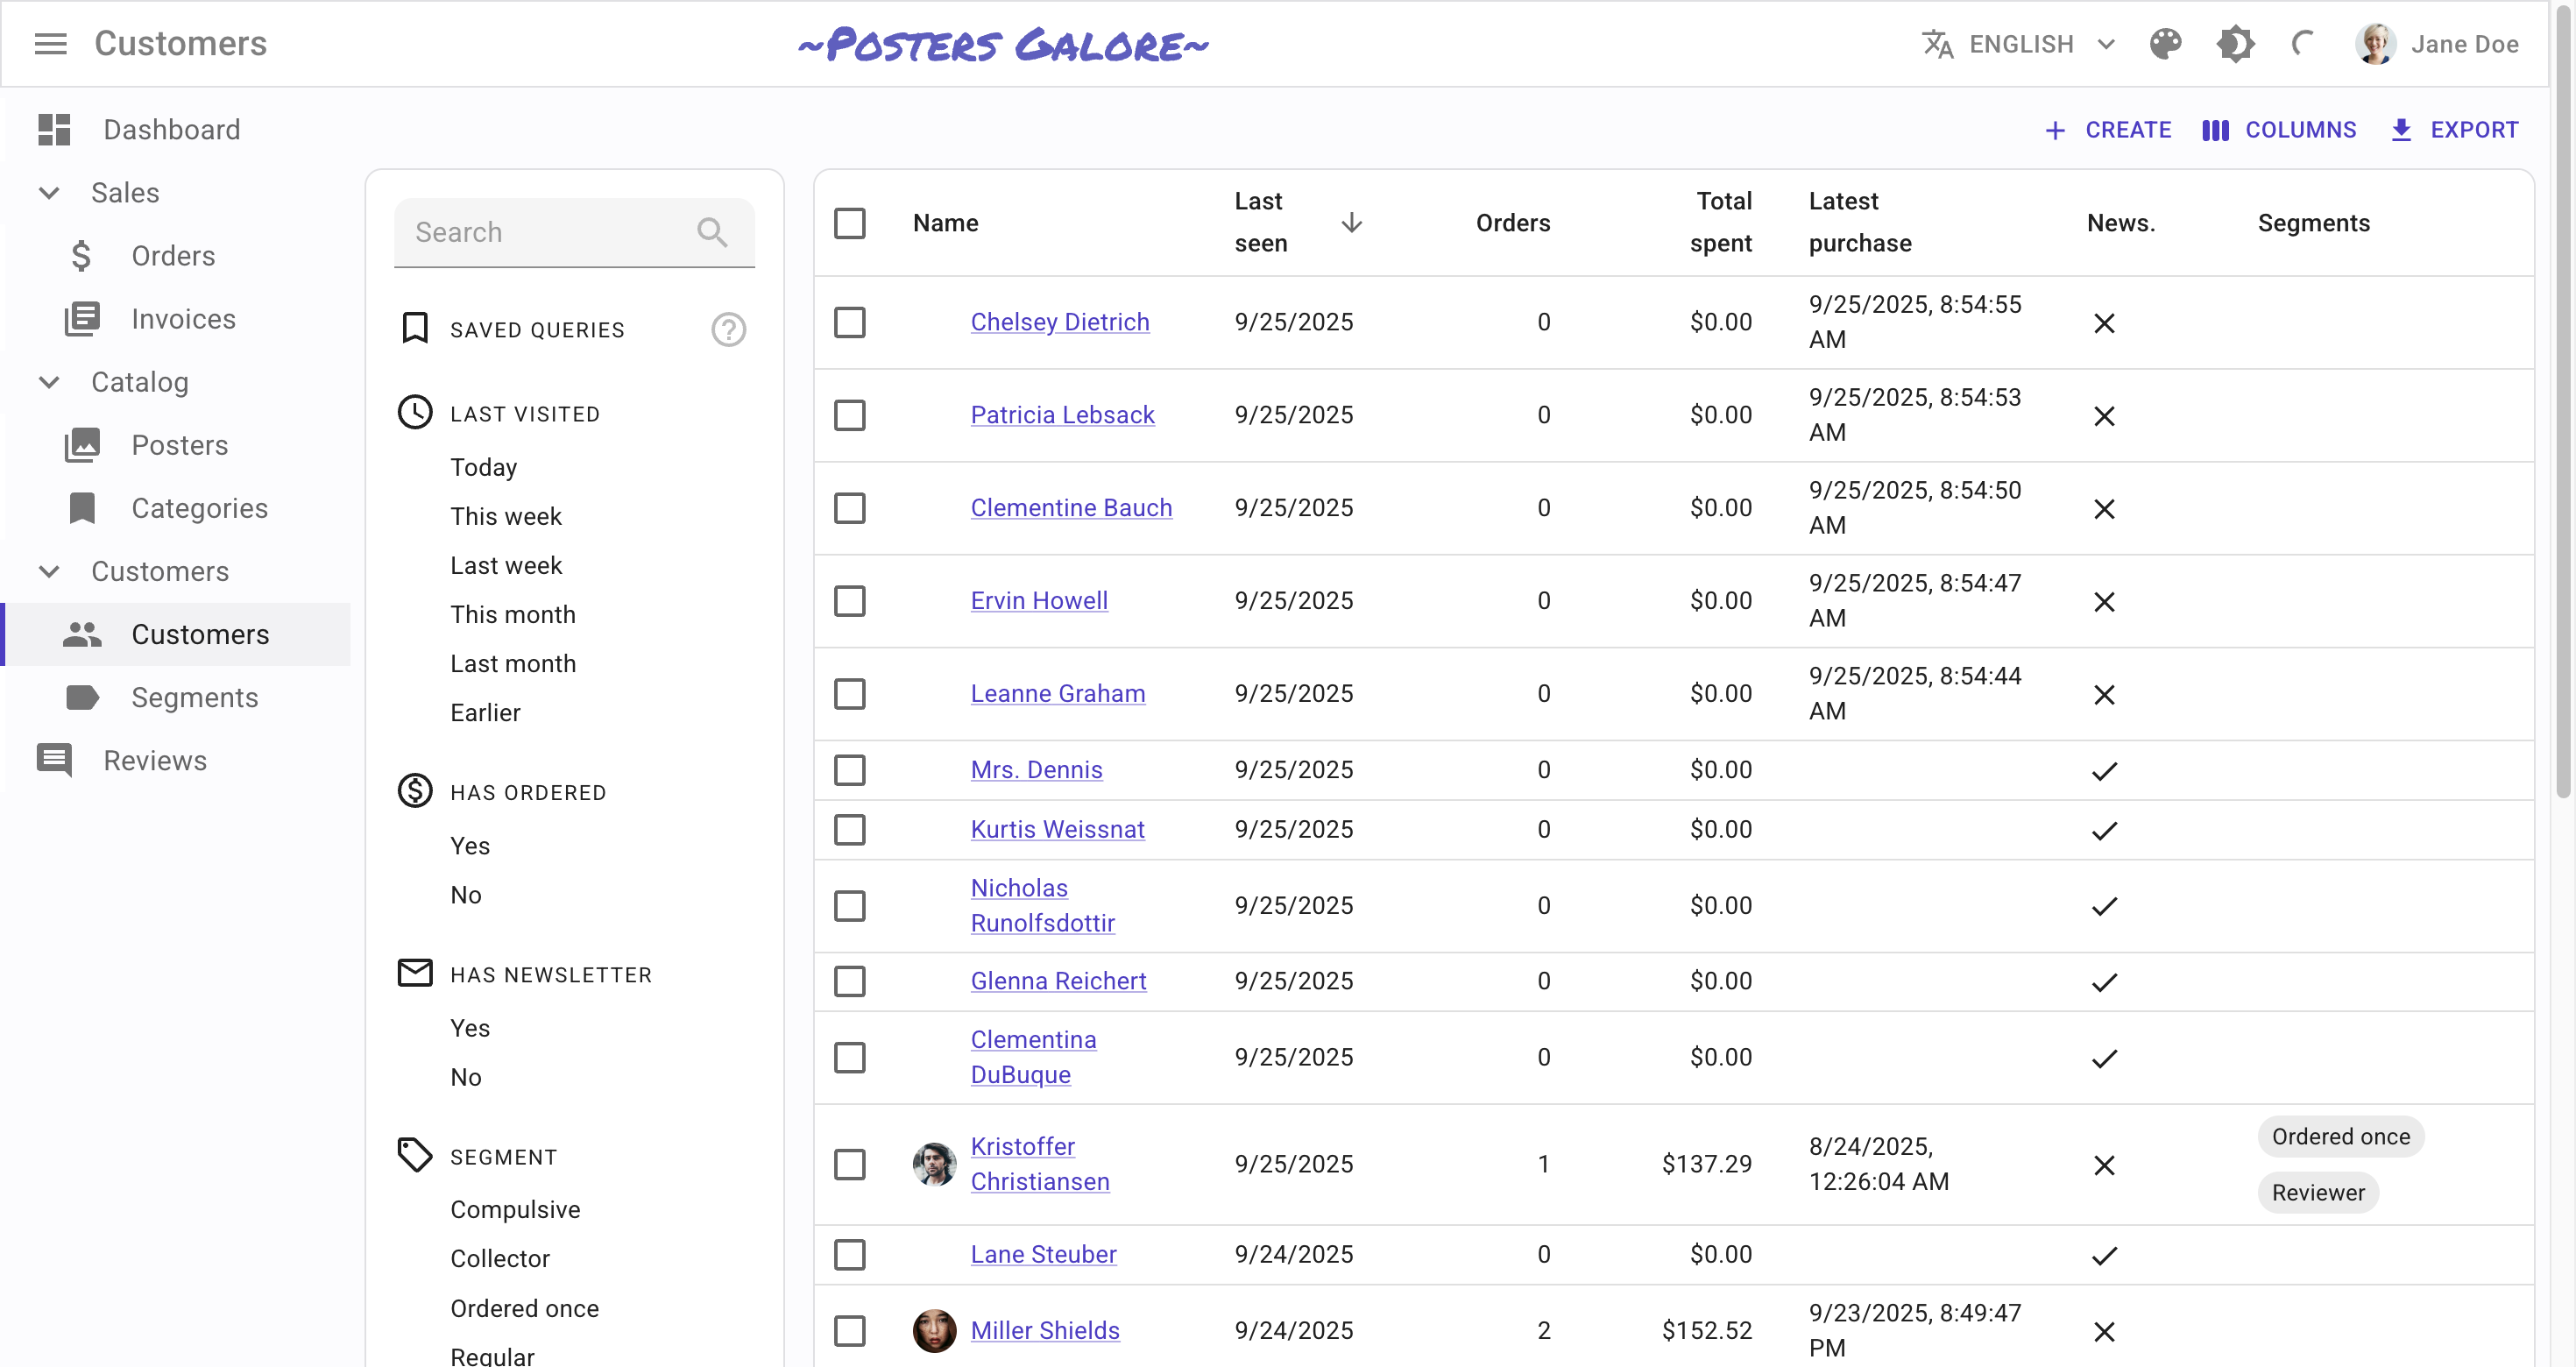 Customers
~Posters Galore~
ENGLISH
Jane Doe
Dashboard
Sales
Orders
Invoices
Catalog
Posters
Categories
Customers
Customers
Segments
Reviews
CREATE
COLUMNS
EXPORT
Search
SAVED QUERIES
LAST VISITED
Today
This week
Last week
This month
Last month
Earlier
HAS ORDERED
Yes
No
HAS NEWSLETTER
Yes
No
SEGMENT
Compulsive
Collector
Ordered once
Regular
Name
Last
seen
Orders
Total
spent
Latest
purchase
News.
Segments
Chelsey Dietrich
9/25/2025
0
$0.00
9/25/2025, 8:54:55
AM
Patricia Lebsack
9/25/2025
0
$0.00
9/25/2025, 8:54:53
AM
Clementine Bauch
9/25/2025
0
$0.00
9/25/2025, 8:54:50
AM
Ervin Howell
9/25/2025
0
$0.00
9/25/2025, 8:54:47
AM
Leanne Graham
9/25/2025
0
$0.00
9/25/2025, 8:54:44
AM
Mrs. Dennis
9/25/2025
0
$0.00
Kurtis Weissnat
9/25/2025
0
$0.00
Nicholas
Runolfsdottir
9/25/2025
0
$0.00
Glenna Reichert
9/25/2025
0
$0.00
Clementina
DuBuque
9/25/2025
0
$0.00
Kristoffer
Christiansen
9/25/2025
1
$137.29
8/24/2025,
12:26:04 AM
Ordered once
Reviewer
Lane Steuber
9/24/2025
0
$0.00
Miller Shields
9/24/2025
2
$152.52
9/23/2025, 8:49:47
PM